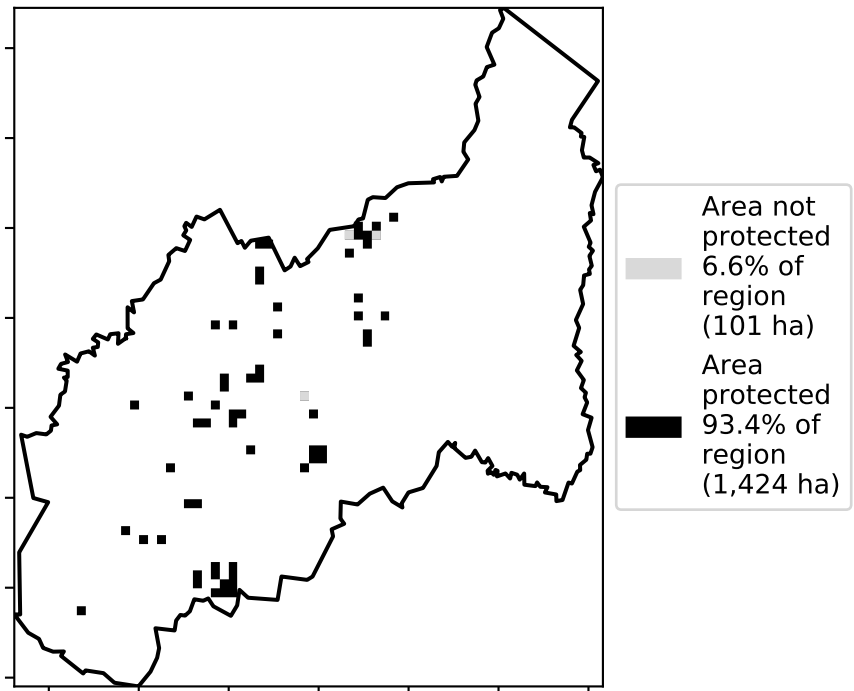 Area not
protected
6.6% of
region
(101 ha)
Area
protected
93.4% of
region
(1,424 ha)